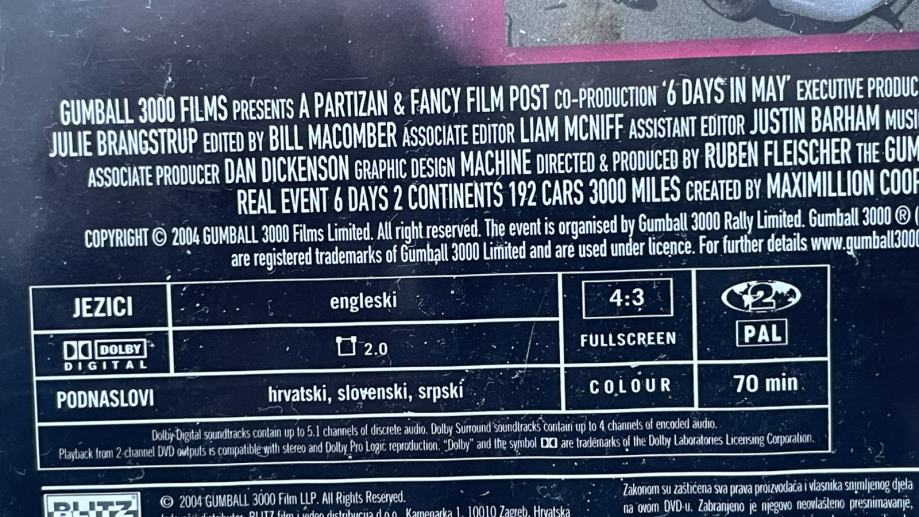 GUMBALL 3000 FILMS PRESENTS A PARTIZAN & FANCY FILM POST CO-PRODUCTION '6 DAYS IN MAY' EXECUTIVE
JULIE BRANGSTRUP EDITED BY BILL MACOMBER ASSOCIATE EDITOR LIAM MCNIFF ASSISTANT EDITOR JUSTIN BARHAM
ASSOCIATE PRODUCER DAN DICKENSON GRAPHIC DESIGN MACHINE DIRECTED & PRODUCED BY RUBEN FLEISCHER THE
REAL EVENT 6 DAYS 2 CONTINENTS 192 CARS 3000 MILES CREATED BY MAXIMILLION
COPYRIGHT © 2004 GUMBALL 3000 Films Limited. All right reserved. The event is organised by Gumball 3000 Rally Limited. Gumball 3000 ®
are registered trademarks of Gumball 3000 Limited and are used under licence. For further details www.gumball300
JEZICI engleski 4:3 2
FULLSCREEN PAL
DOLBY DIGITAL 2.0
PODNASLOVI hrvatski, slovenski, srpski COLOUR 70 min
Dolby Digital soundtracks contain up to 5.1 channels of discrete audio. Dolby Surround soundtracks contain up to 4 channels of encoded audio.
Playback from 2-channel DVD outputs is compatible with stereo and Dolby Pro Logic reproduction. "Dolby" and the symbol DD are trademarks of the Dolby Laboratories Licensing Corporation.
BLITZ © 2004 GUMBALL 3000 Film LLP. All Rights Reserved.
BLITZ film i video distribucija d.o.o. Kamenarka 1, 10010 Zagreb, Hrvatska
Zakonom su zaštićena sva prava proizvođača i vlasnika snimljenog djela
na ovom DVD-u. Zabranjeno je njegovo neovlašteno presnimavanje,